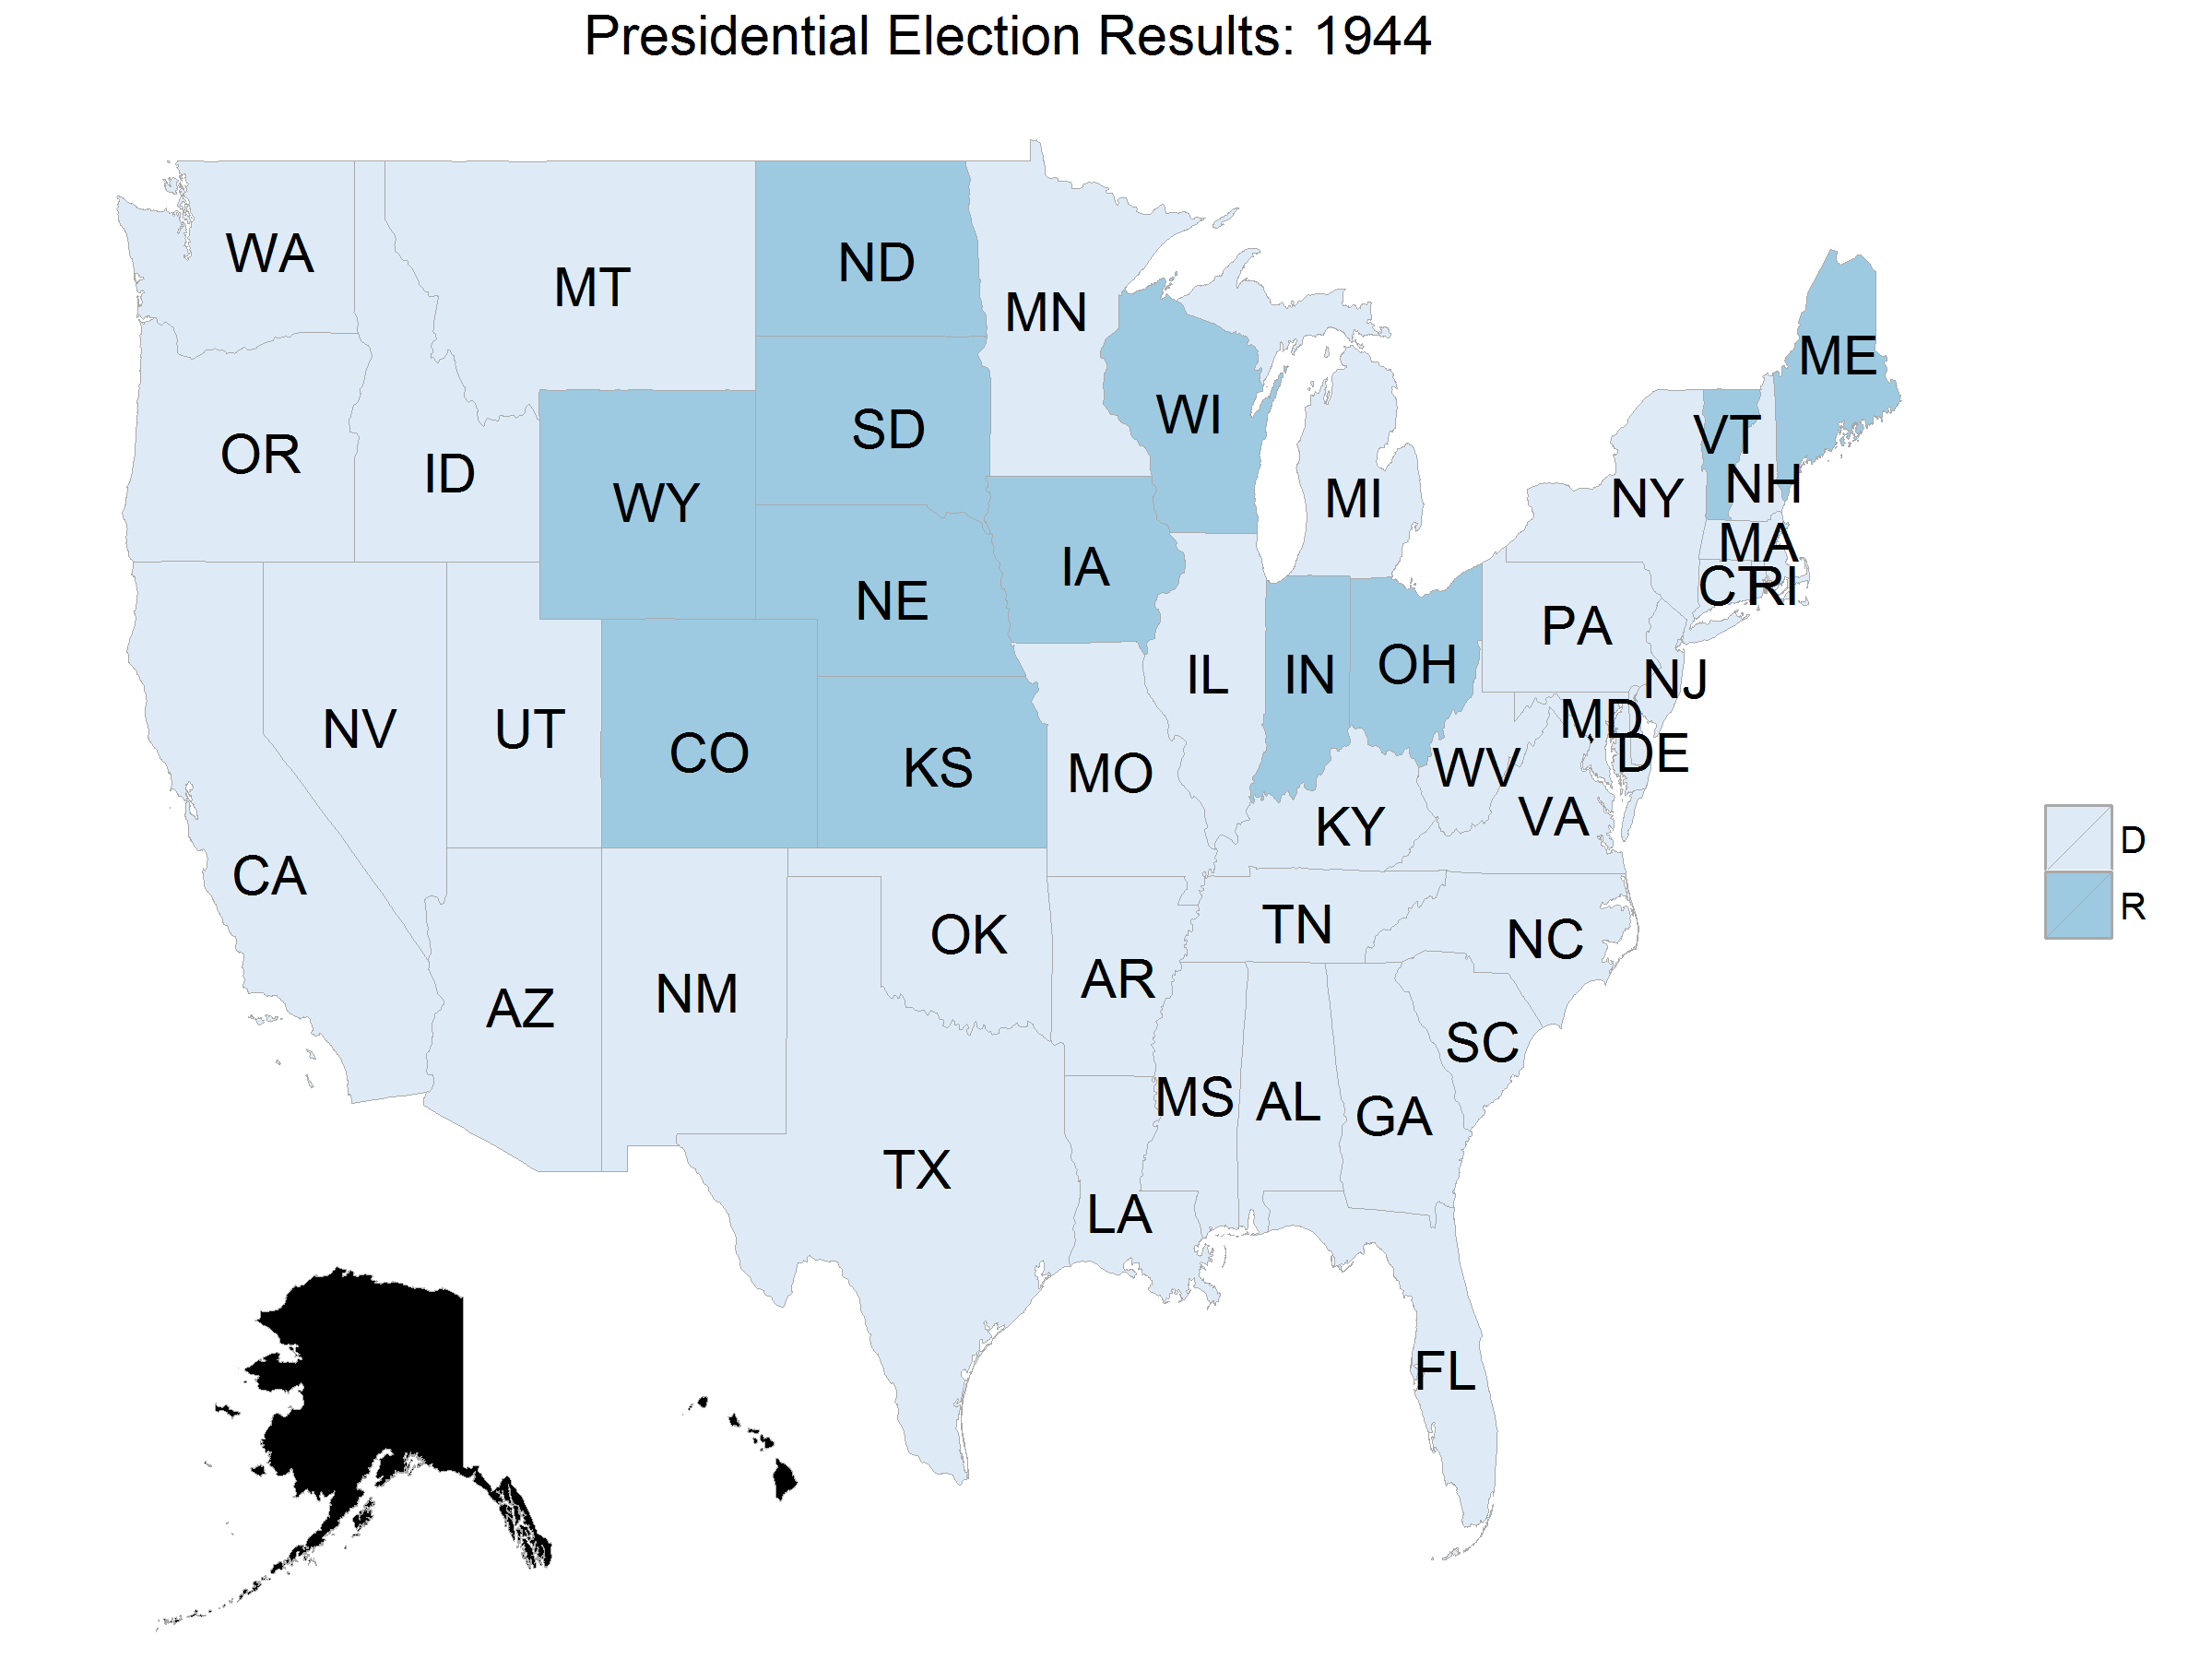 Presidential Election Results: 1944
WA
MT
ND
MN
ME
OR
ID
WY
SD
WI
MI
NY
VT
NH
MA
CT
RI
NE
IA
PA
NV
UT
CO
KS
MO
IL
IN
OH
NJ
MD
DE
WV
VA
KY
D
R
CA
AZ
NM
OK
AR
TN
NC
SC
TX
LA
MS
AL
GA
FL